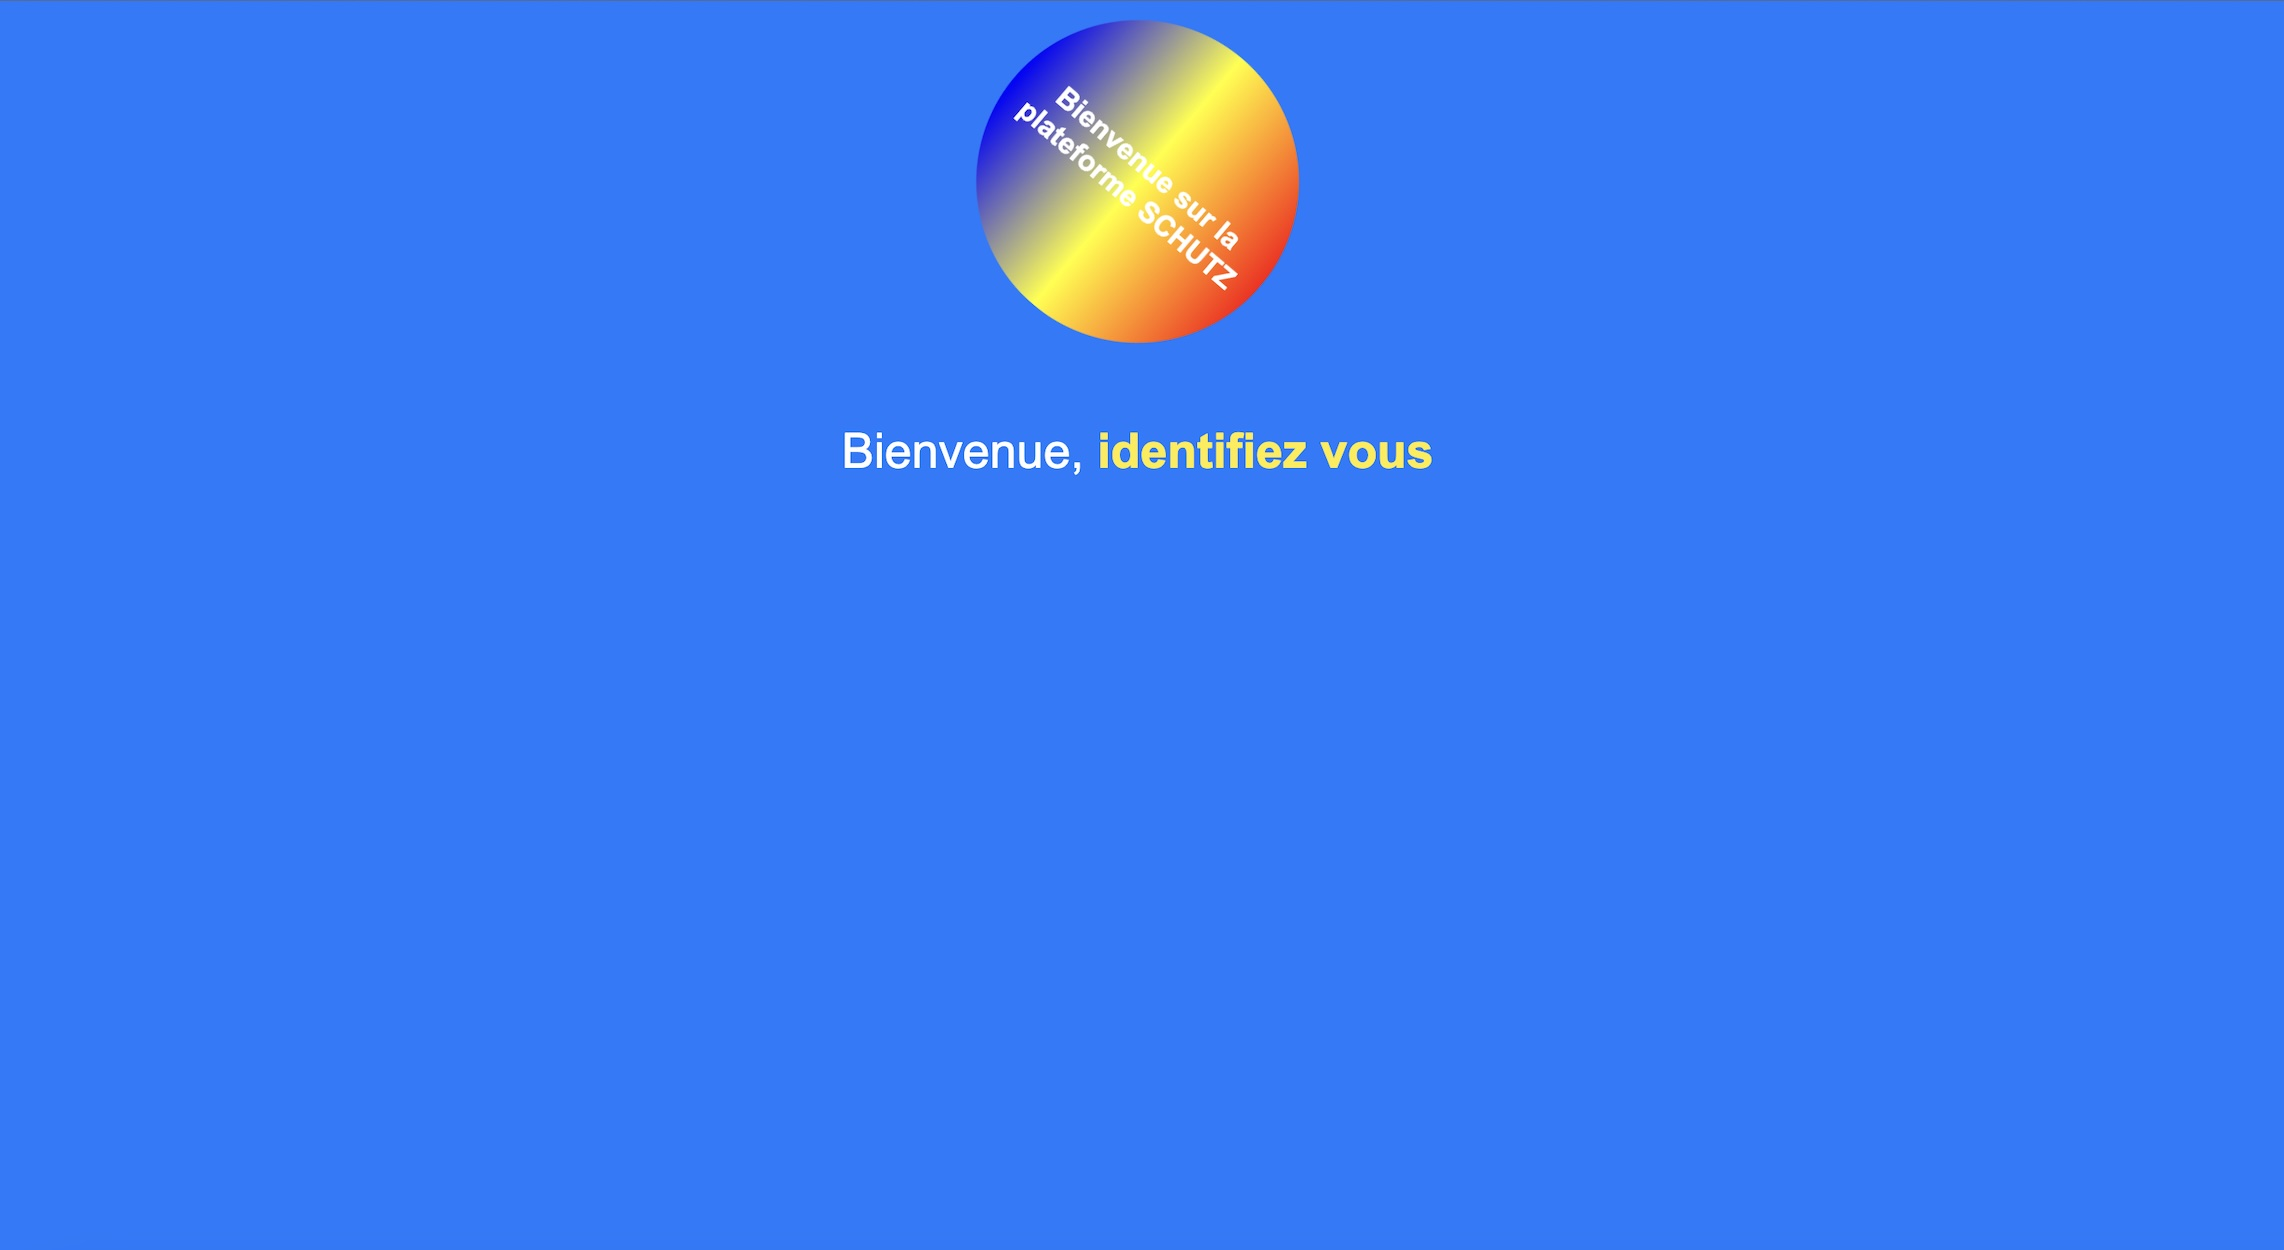 Bienvenue sur la
plateforme SCHUTZ
Bienvenue, identifiez vous